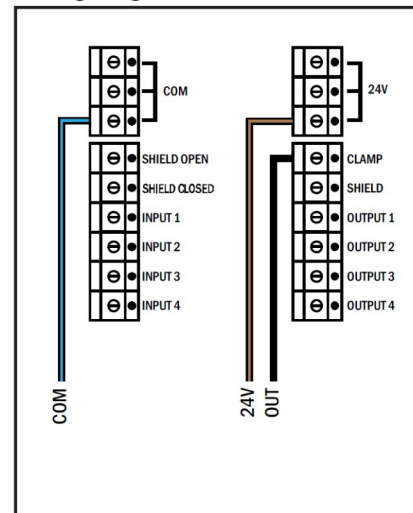 COM
SHIELD OPEN
SHIELD CLOSED
INPUT 1
INPUT 2
INPUT 3
INPUT 4
COM
24V
CLAMP
SHIELD
OUTPUT 1
OUTPUT 2
OUTPUT 3
OUTPUT 4
24V
OUT